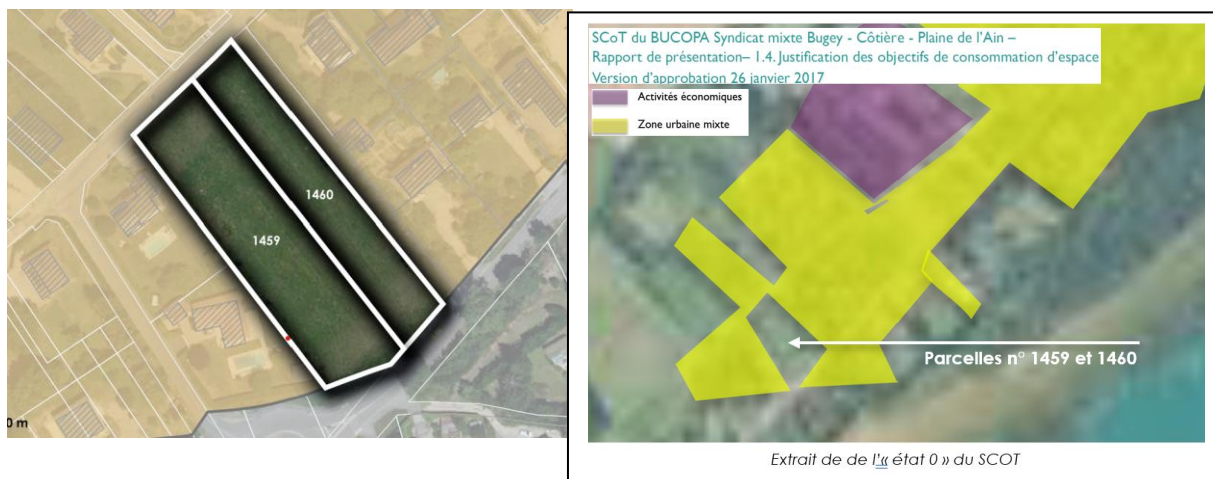 1460
1459
0 m
SCoT du BUCOPA Syndicat mixte Bugey - Côtière - Plaine de l'Ain –
Rapport de présentation– 1.4. Justification des objectifs de consommation d'espace
Version d'approbation 26 janvier 2017
Activités économiques
Zone urbaine mixte
Parcelles n° 1459 et 1460
Extrait de de l'« état 0 » du SCOT